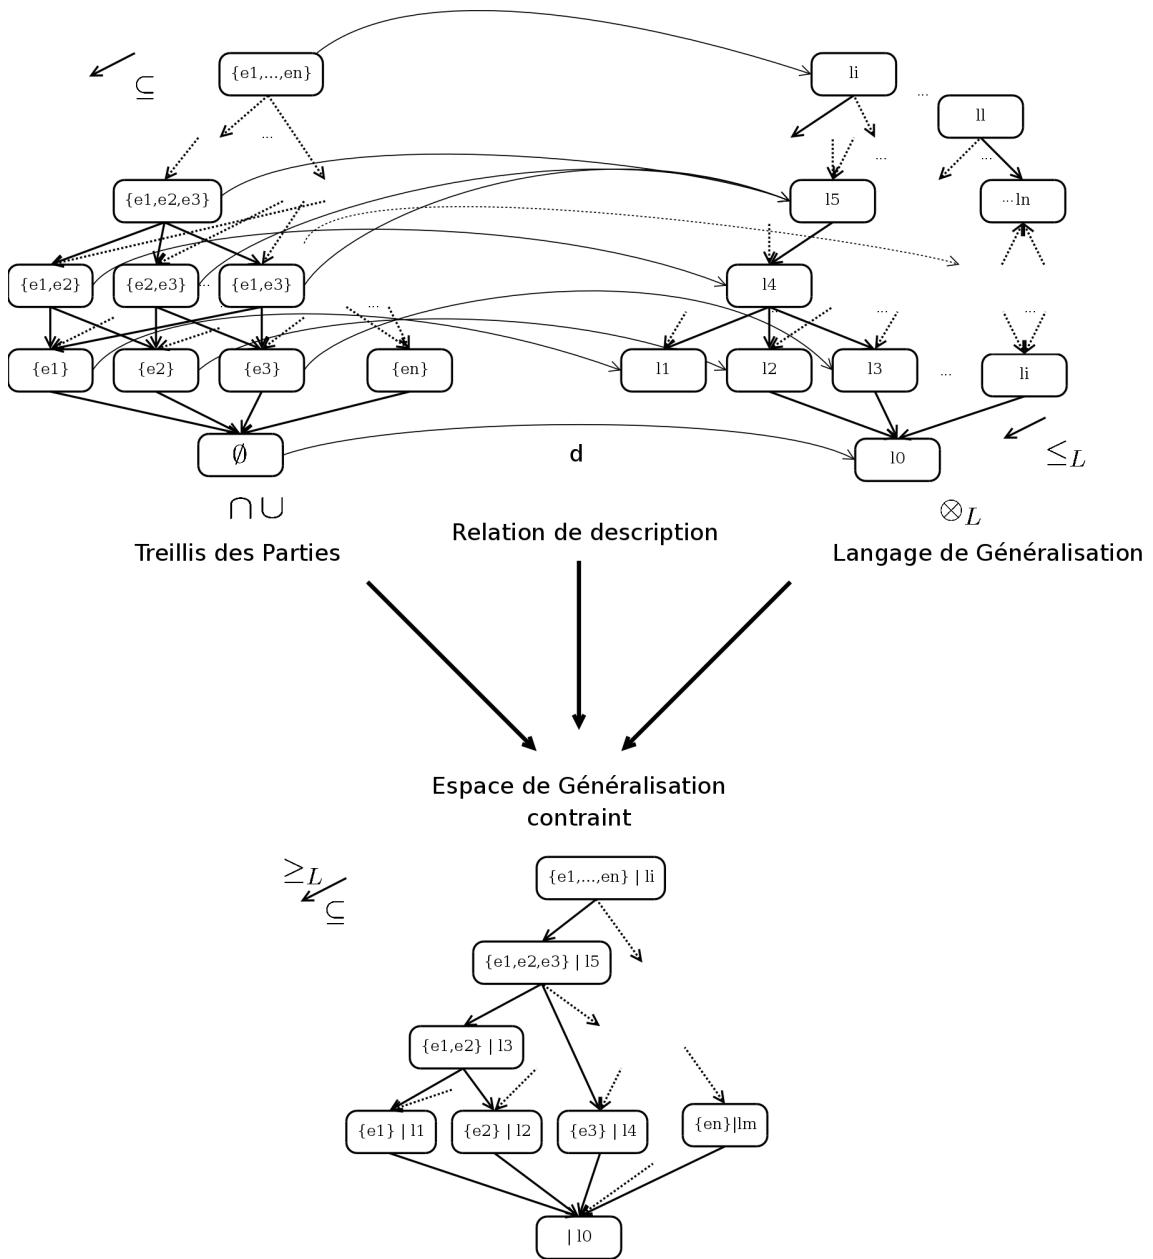 {e1,...,en}
li
⊆
...
ll
...
...
...
{e1,e2,e3}
l5
...ln
{e1,e2}
{e2,e3}
...
{e1,e3}
l4
...
...
...
...
{e1}
{e2}
{e3}
{en}
l1
l2
l3
...
li
∅
d
l0
≤L
∩∪
⊗L
Relation de description
Treillis des Parties
Langage de Généralisation
Espace de Généralisation
contraint
≥L
⊆
{e1,...,en} | li
{e1,e2,e3} | l5
{e1,e2} | l3
{e1} | l1
{e2} | l2
{e3} | l4
{en}|lm
| l0